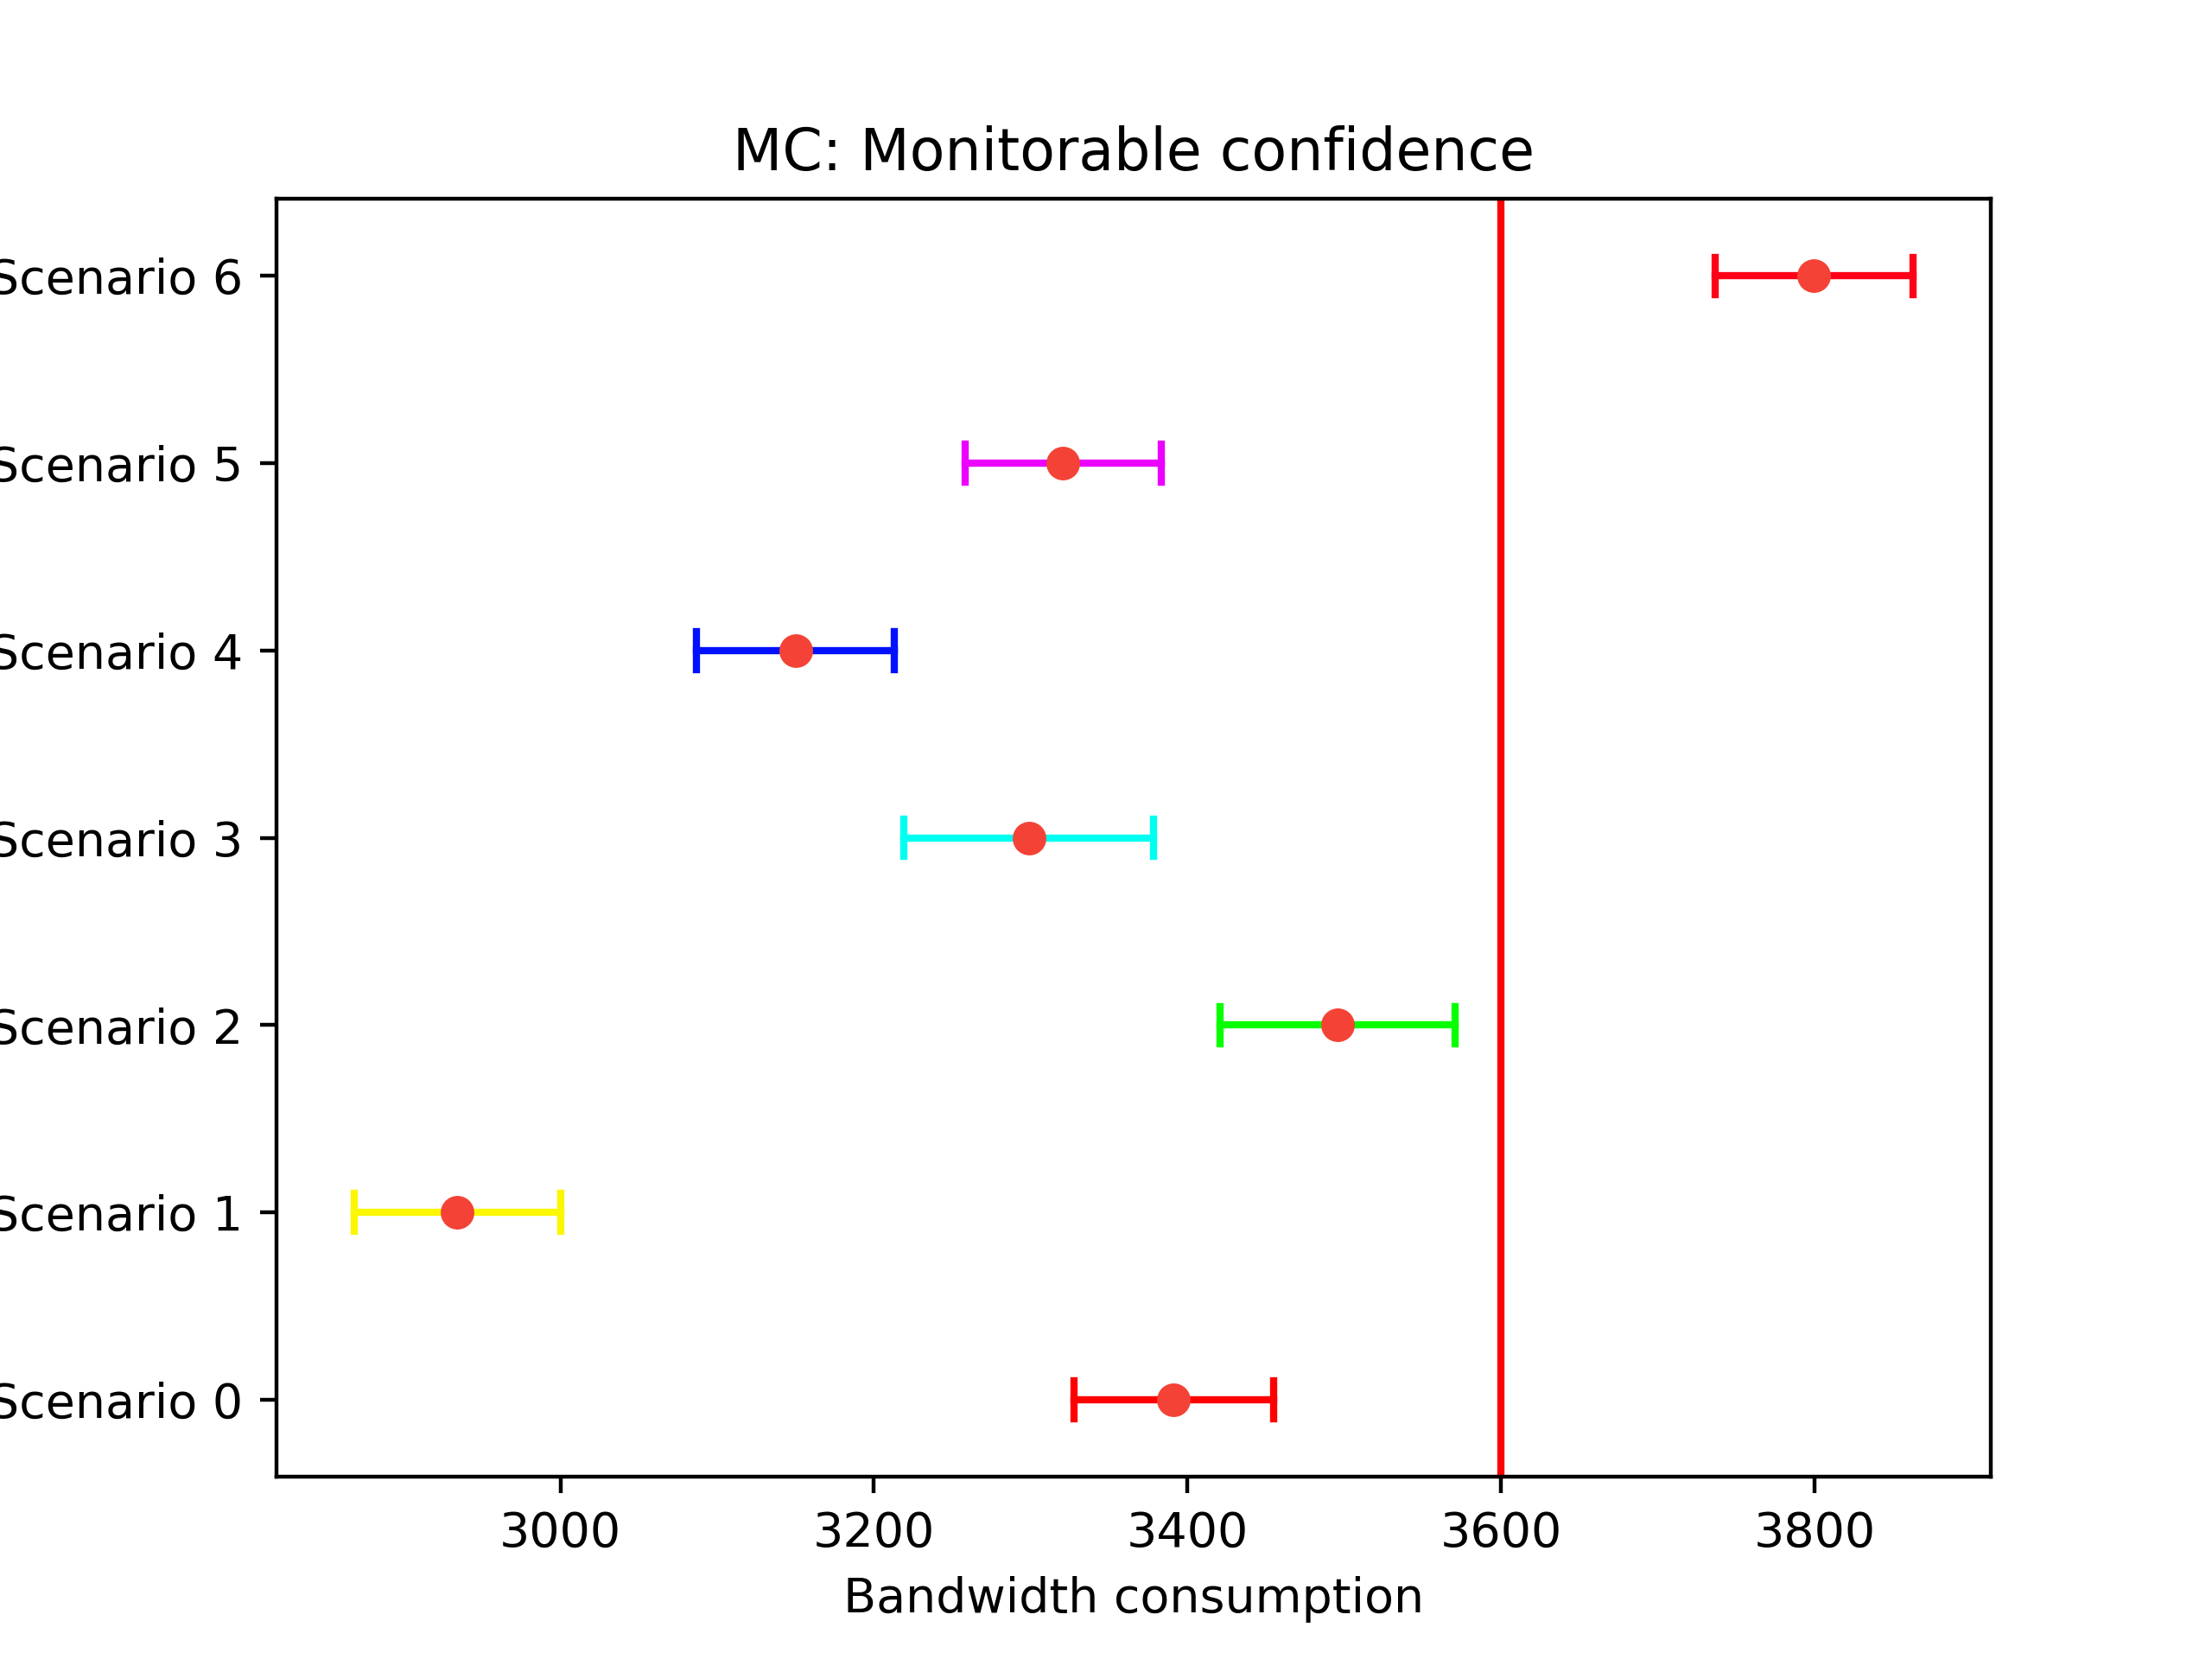 MC: Monitorable confidence
Scenario 6
Scenario 5
Scenario 4
Scenario 3
Scenario 2
Scenario 1
Scenario 0
3000 3200 3400 3600 3800
Bandwidth consumption